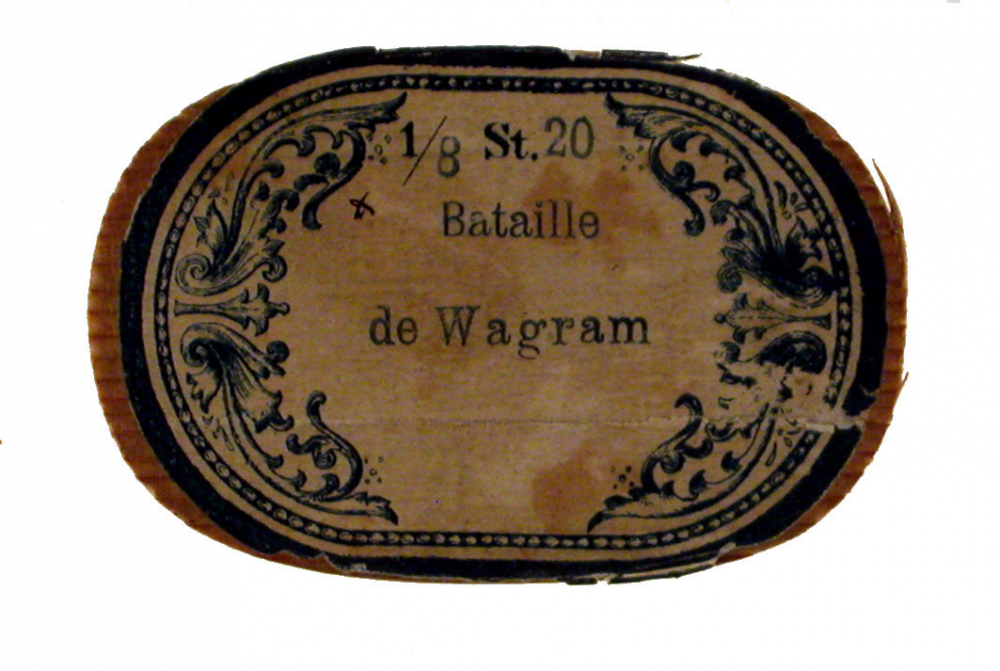 1/8 St. 20
Bataille
de Wagram